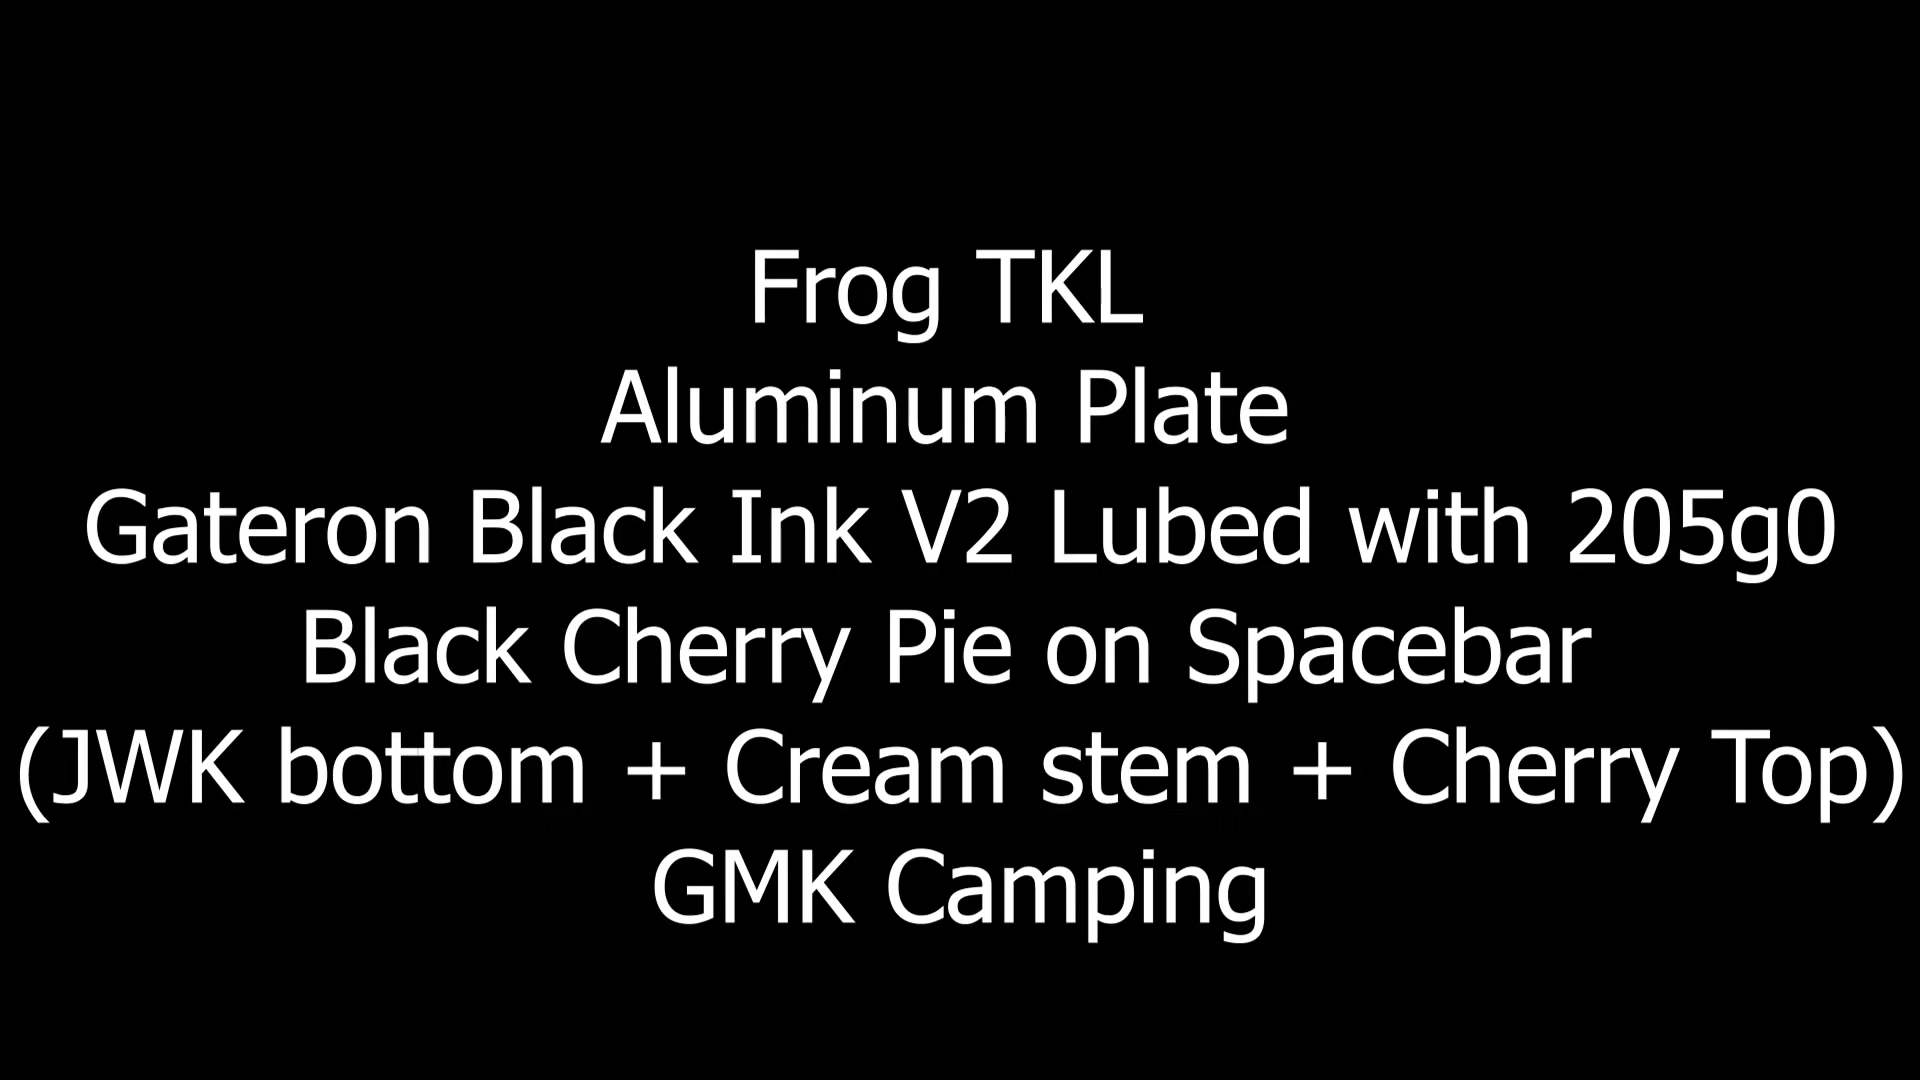 Frog TKL
Aluminum Plate
Gateron Black Ink V2 Lubed with 205g0
Black Cherry Pie on Spacebar
(JWK bottom + Cream stem + Cherry Top)
GMK Camping